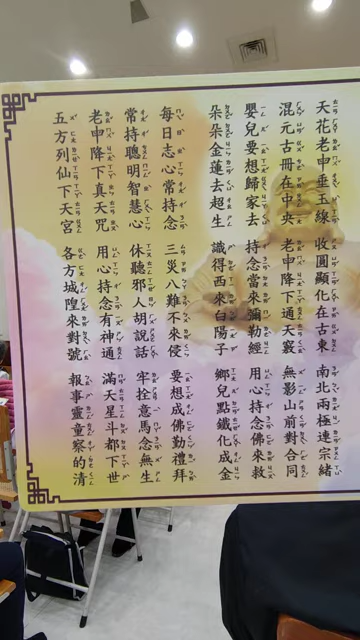 天花老申垂玉線 收圓顯化在古東 南北兩極連宗緒
混元古冊在中央 老申降下通天竅 無影山前對合同
嬰兒要想歸家去 持念當來彌勒經 用心持念佛來救
朵朵金蓮去超生 識得西來白陽子 鄉兒點鐵化成金
每日志心常持念 三災八難不來侵 要想成佛勤禮拜
常持聰明智慧心 休聽邪人胡說話 牢拴意馬念無生
老申降下真天咒 用心持念有神通 滿天星斗都下世
五方列仙下天宮 各方城隍來對號 報事靈童察的清